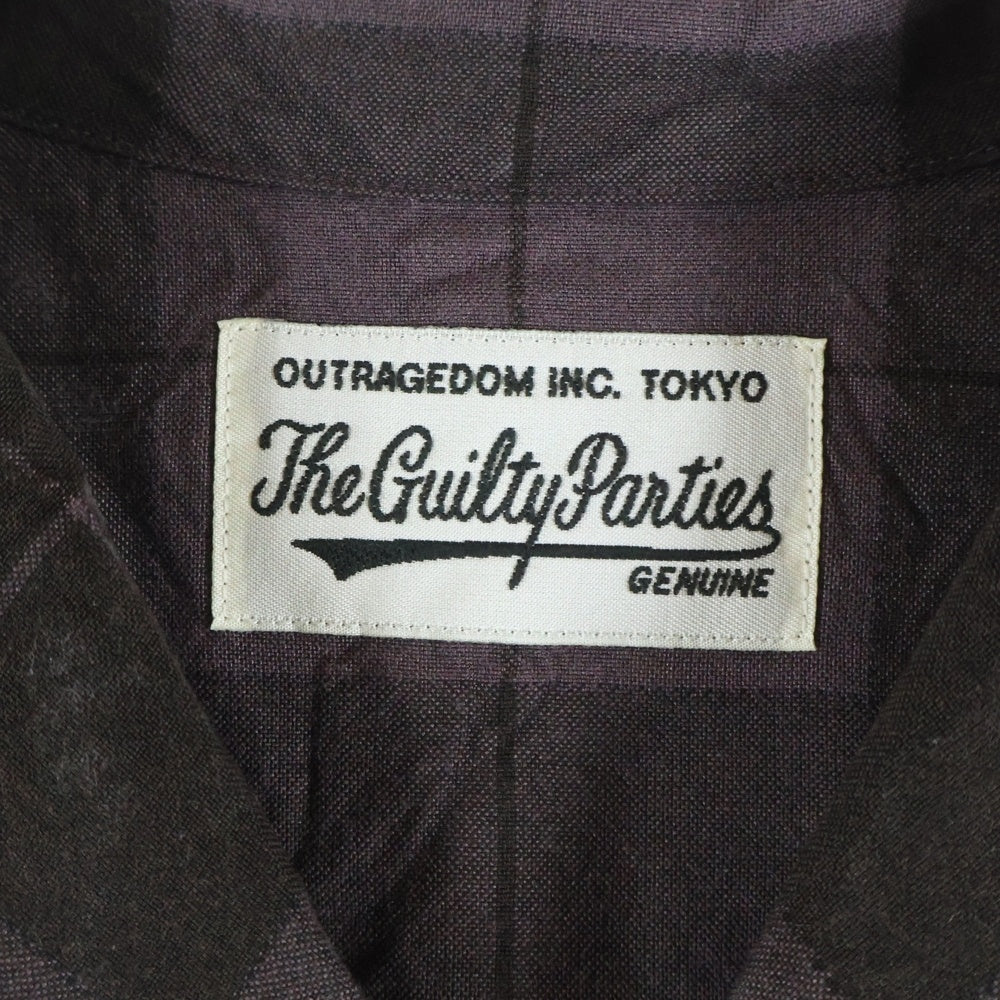 OUTRAGEDOM INC. TOKYO
The Guilty Parties
GENUINE